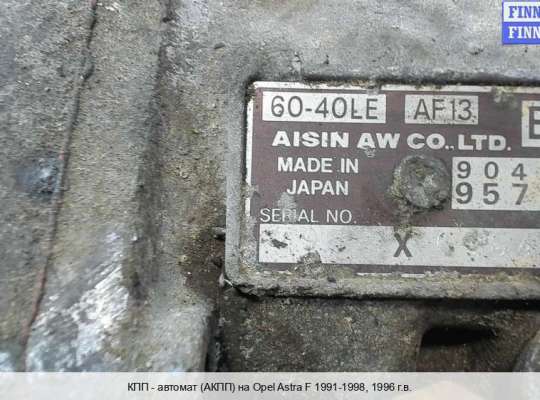 FINN
FINN
60-40LE AF13
AISIN AW CO.,LTD.
MADE IN 904
JAPAN 957
SERIAL NO.
X
КПП - автомат (АКПП) на Opel Astra F 1991-1998, 1996 г.в.